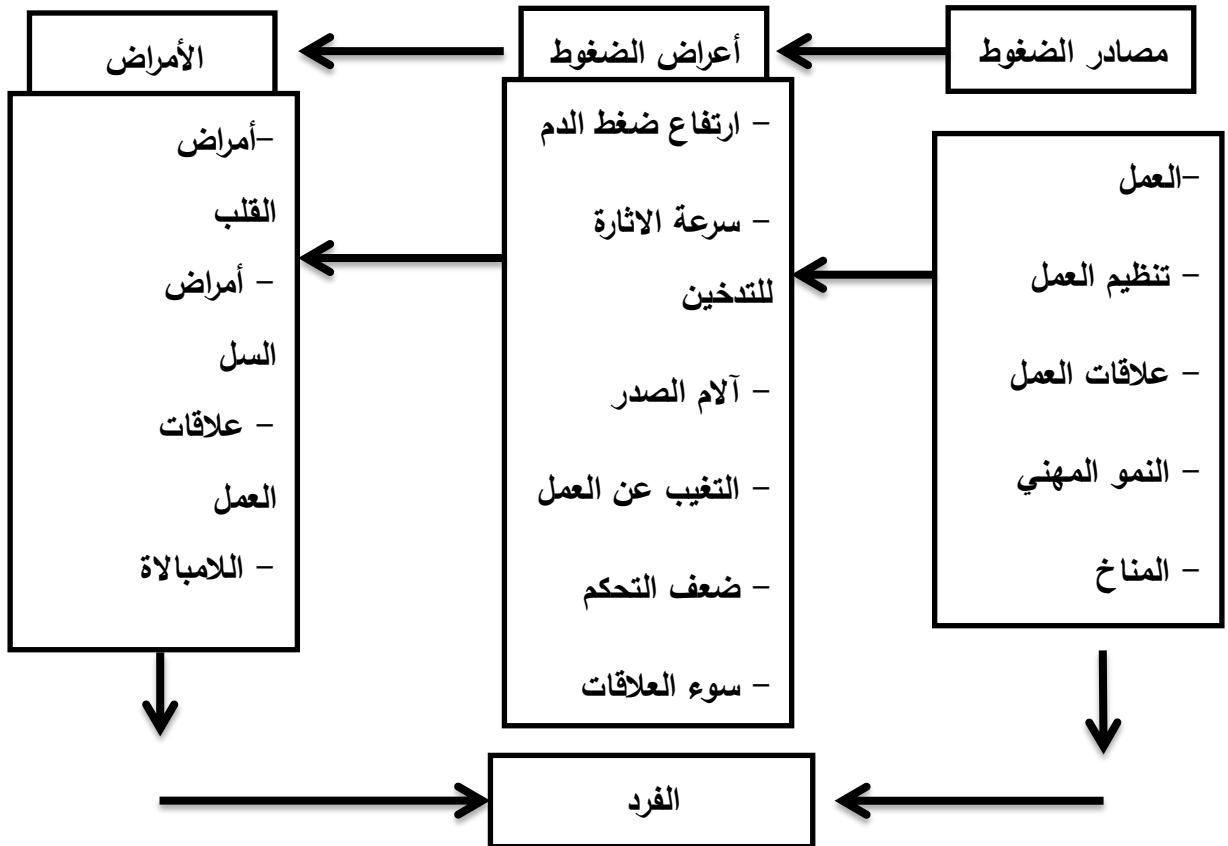 مصادر الضغوط
-العمل
- تنظيم العمل
- علاقات العمل
- النمو المهني
- المناخ
أعراض الضغوط
- ارتفاع ضغط الدم
- سرعة الاثارة
للتدخين
- آلام الصدر
- التغيب عن العمل
- ضعف التحكم
- سوء العلاقات
الأمراض
-أمراض
القلب
- أمراض
السل
- علاقات
العمل
- اللامبالاة
الفرد